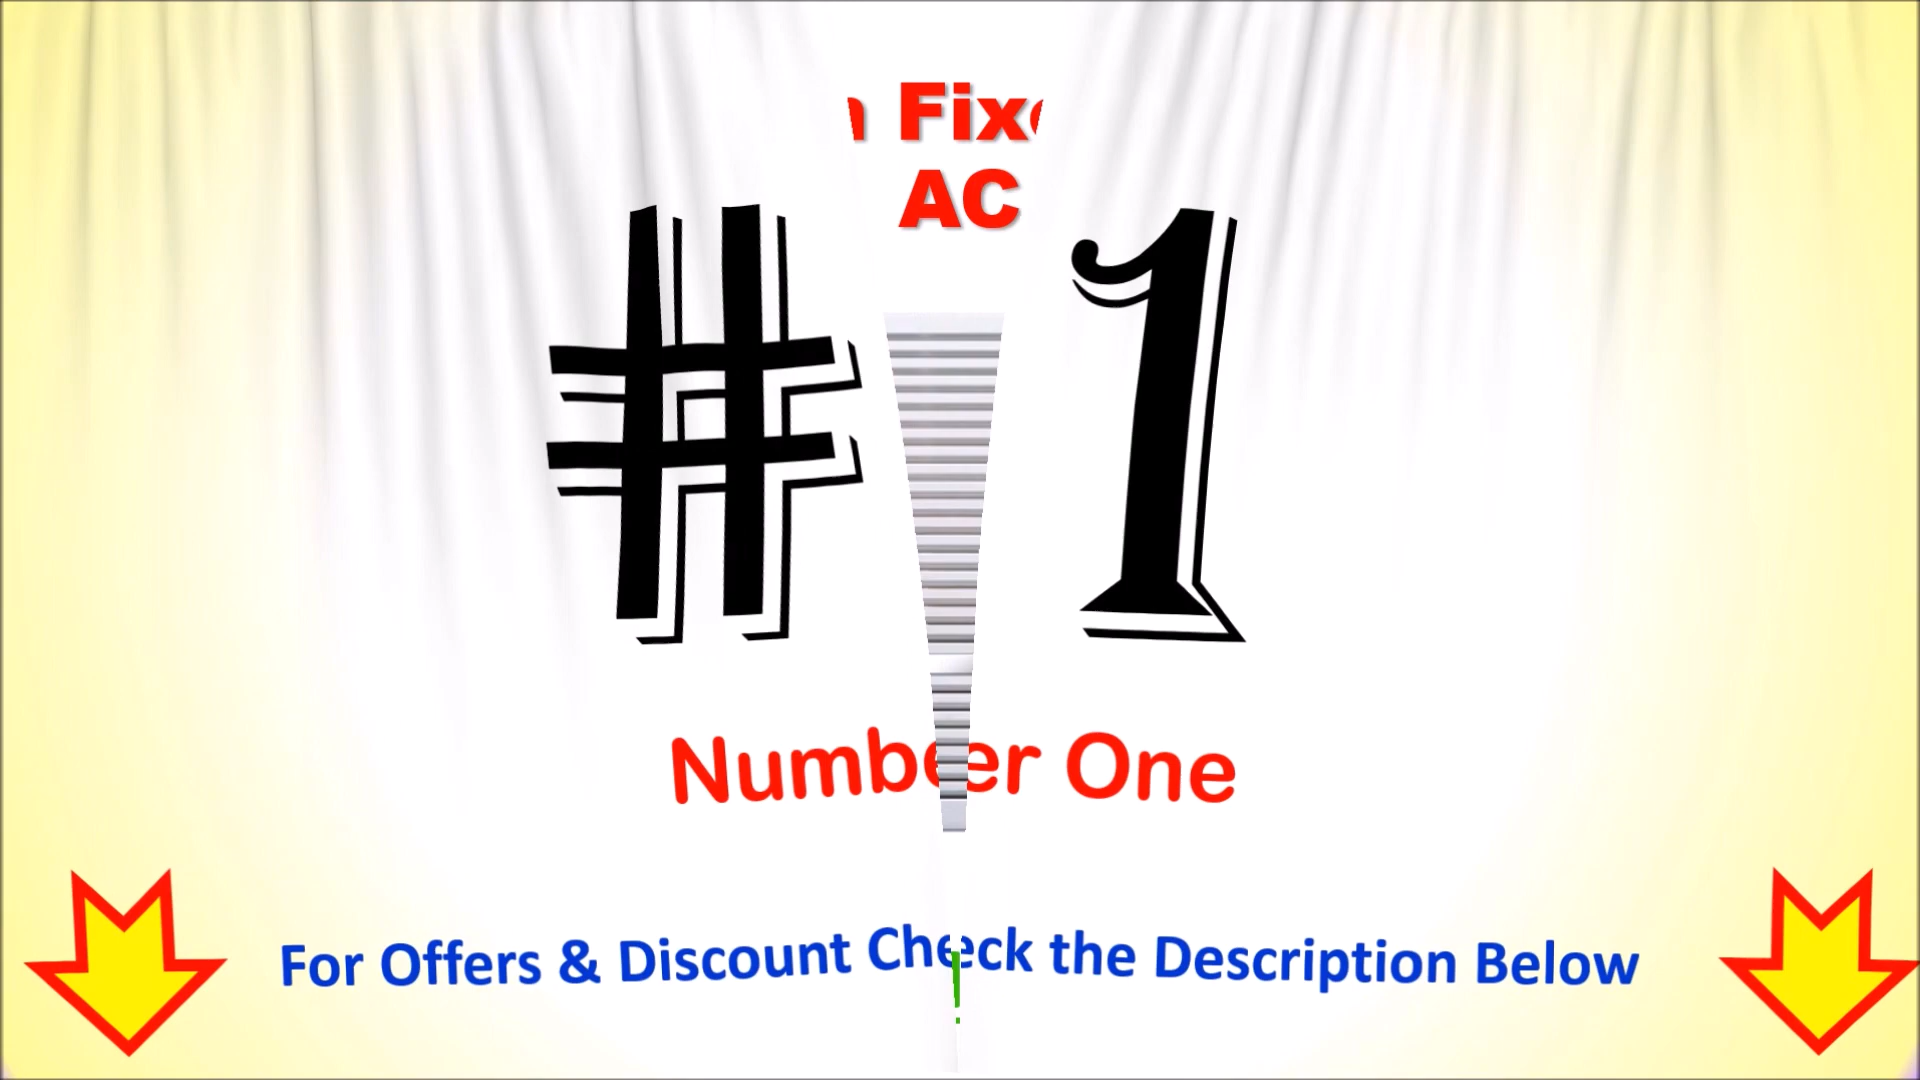 Fix
AC
#1
Number One
For Offers & Discount Check the Description Below